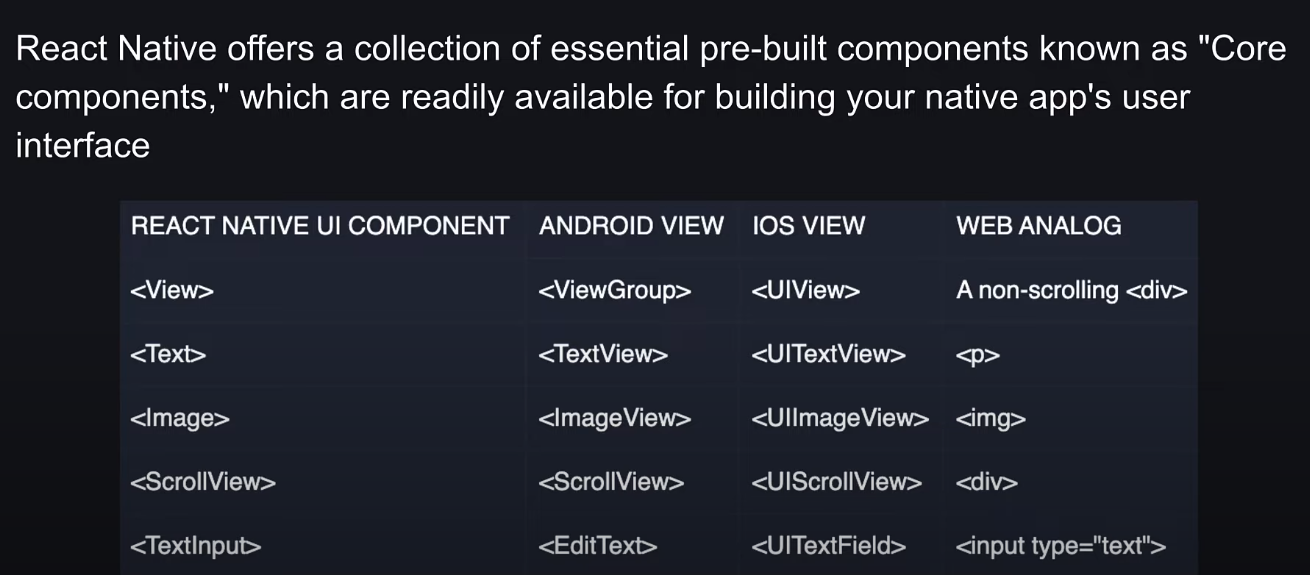 React Native offers a collection of essential pre-built components known as "Core
components," which are readily available for building your native app's user
interface
REACT NATIVE UI COMPONENT ANDROID VIEW IOS VIEW WEB ANALOG
<View> <ViewGroup> <UIView> A non-scrolling <div>
<Text> <TextView> <UITextView> <p>
<Image> <ImageView> <UIImageView> <img>
<ScrollView> <ScrollView> <UIScrollView> <div>
<TextInput> <EditText> <UITextField> <input type="text">